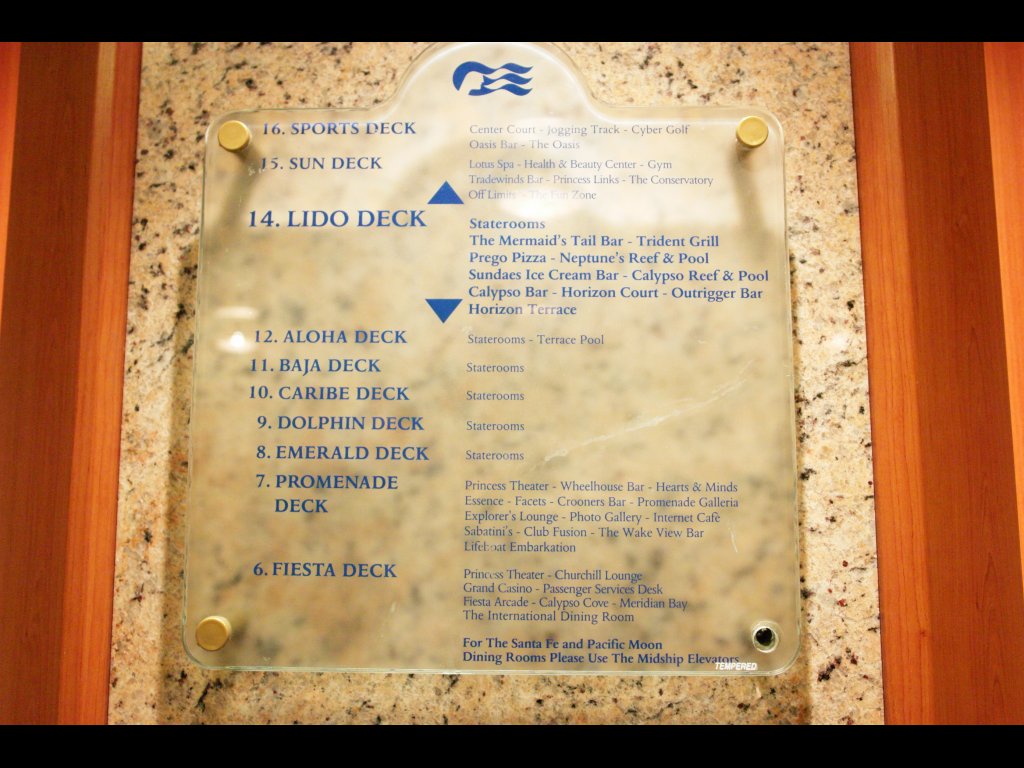 16. SPORTS DECK
Center Court - Jogging Track - Cyber Golf
Oasis Bar - The Oasis
15. SUN DECK
Lotus Spa - Health & Beauty Center - Gym
Tradewinds Bar - Princess Links - The Conservatory
Off Limits - The Fun Zone
14. LIDO DECK
Staterooms
The Mermaid's Tail Bar - Trident Grill
Prego Pizza - Neptune's Reef & Pool
Sundaes Ice Cream Bar - Calypso Reef & Pool
Calypso Bar - Horizon Court - Outrigger Bar
Horizon Terrace
12. ALOHA DECK
Staterooms - Terrace Pool
11. BAJA DECK
Staterooms
10. CARIBE DECK
Staterooms
9. DOLPHIN DECK
Staterooms
8. EMERALD DECK
Staterooms
7. PROMENADE
DECK
Princess Theater - Wheelhouse Bar - Hearts & Minds
Essence - Facets - Crooners Bar - Promenade Galleria
Explorer's Lounge - Photo Gallery - Internet Cafè
Sabatini's - Club Fusion - The Wake View Bar
Lifeboat Embarkation
6. FIESTA DECK
Princess Theater - Churchill Lounge
Grand Casino - Passenger Services Desk
Fiesta Arcade - Calypso Cove - Meridian Bay
The International Dining Room
For The Santa Fe and Pacific Moon
Dining Rooms Please Use The Midship Elevators
TEMPERED